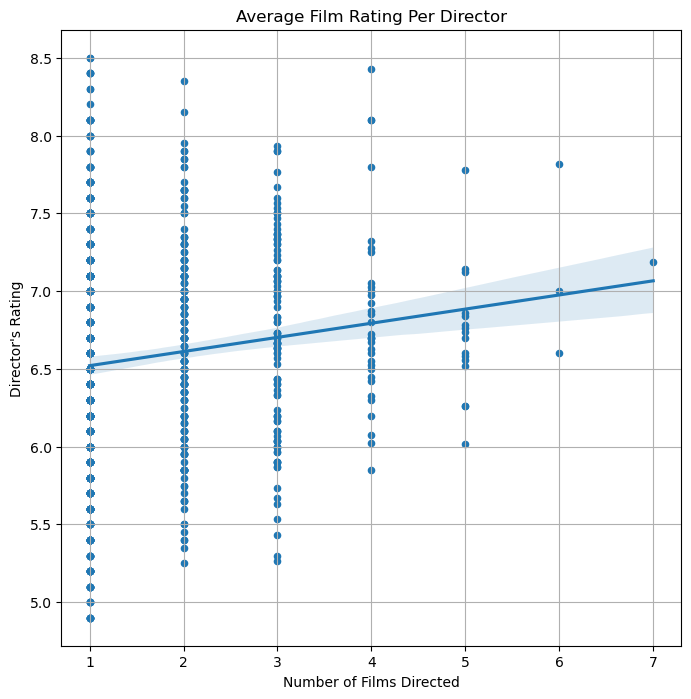 Average Film Rating Per Director
Director's Rating
8.5
8.0
7.5
7.0
6.5
6.0
5.5
5.0
1 2 3 4 5 6 7
Number of Films Directed